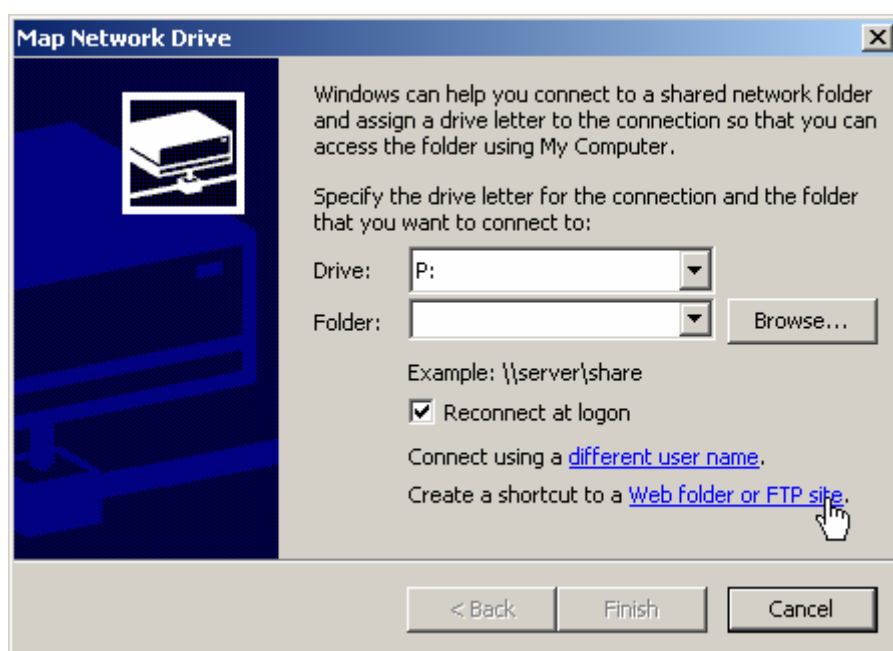 Map Network Drive
Windows can help you connect to a shared network folder
and assign a drive letter to the connection so that you can
access the folder using My Computer.
Specify the drive letter for the connection and the folder
that you want to connect to:
Drive: P:
Folder: Browse...
Example: \\server\share
Reconnect at logon
Connect using a different user name.
Create a shortcut to a Web folder or FTP site.
< Back Finish Cancel